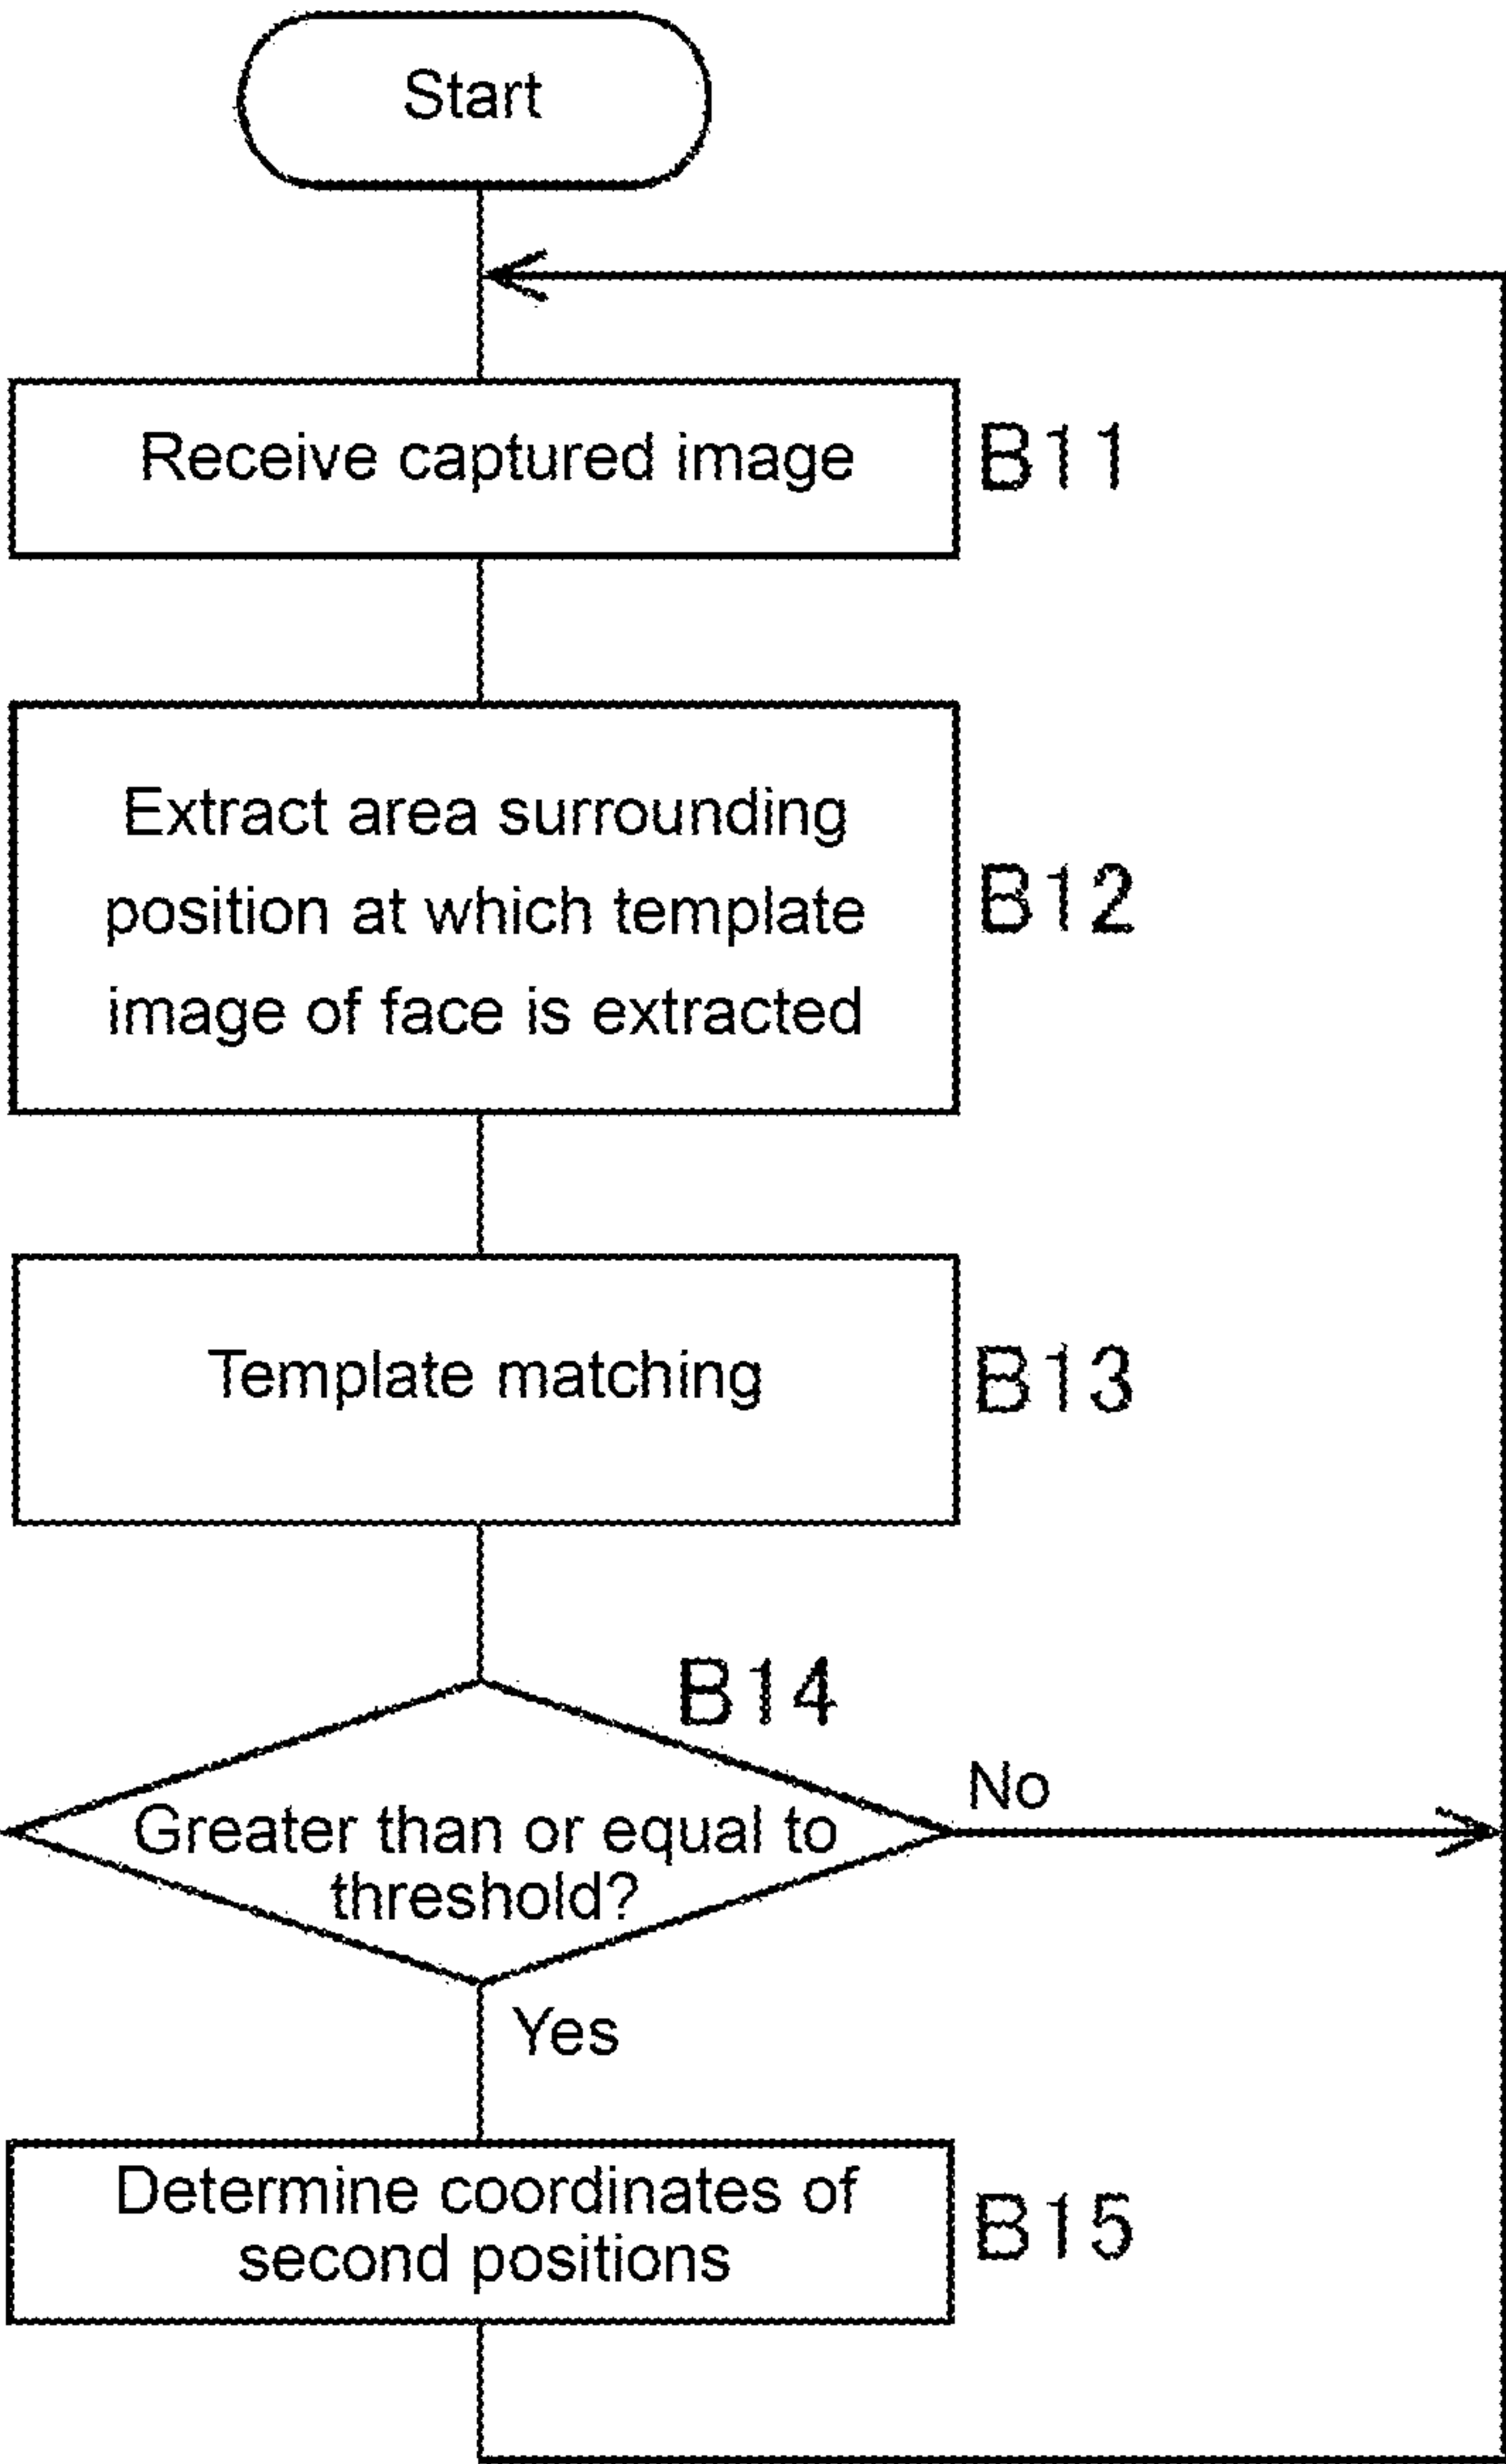 Start
Receive captured image
B11
Extract area surrounding
position at which template
image of face is extracted
B12
Template matching
B13
B14
Greater than or equal to
threshold?
No
Yes
Determine coordinates of
second positions
B15